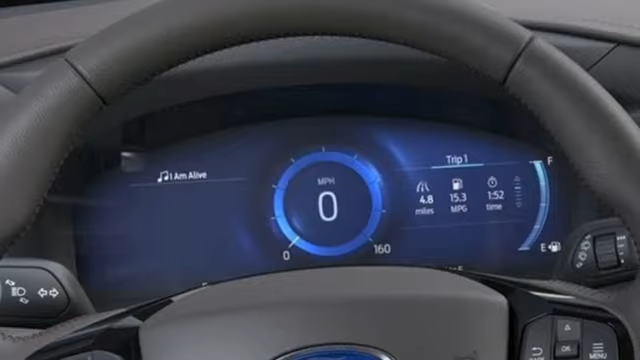 I Am Alive
MPH
0
0
160
Trip 1
4.8
miles
15.3
MPG
1:52
time
F
E
OK
MENU